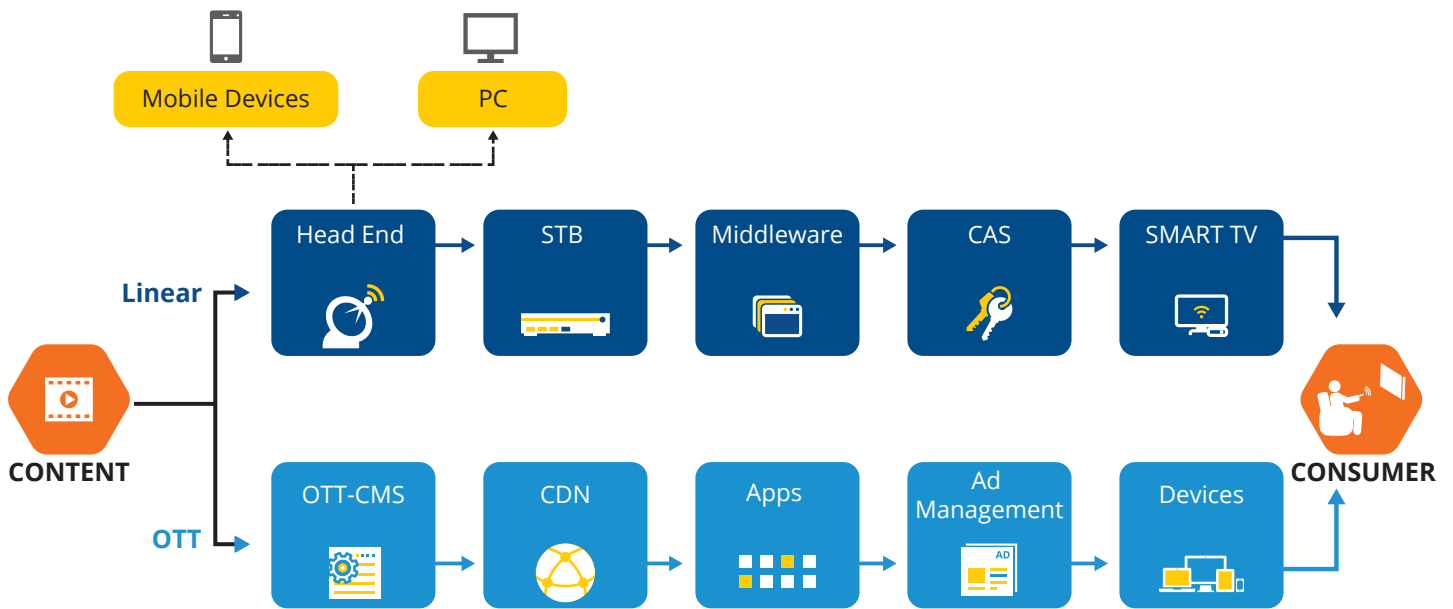 Mobile Devices
PC
Head End
STB
Middleware
CAS
SMART TV
Linear
CONTENT
CONSUMER
OTT-CMS
CDN
Apps
Ad
Management
Devices
OTT
AD